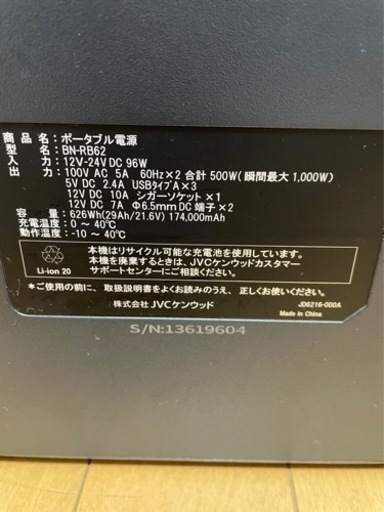 商品名：ポータブル電源
型 名：BN-RB62
入 力：12V-24V DC 96W
出 力：100V AC 5A 60Hz×2 合計 500W（瞬間最大 1,000W）
5V DC 2.4A USBタイプA×3
12V DC 10A シガーソケット×1
12V DC 7A Φ6.5mm DC 端子×2
容 量：626Wh(29Ah/21.6V) 174,000mAh
充電温度：0 ～ 40℃
動作温度：-10 ～ 40℃
本機はリサイクル可能な充電池を使用しています。
本機を廃棄するときは、JVCケンウッドカスタマー
サポートセンターにご相談ください。
Li-ion 20
＜ご使用の前に、取扱説明書をよくお読みのうえ、正しくお使いください＞
株式会社 JVCケンウッド
JD6216-000A
Made in China
S/N:13619604